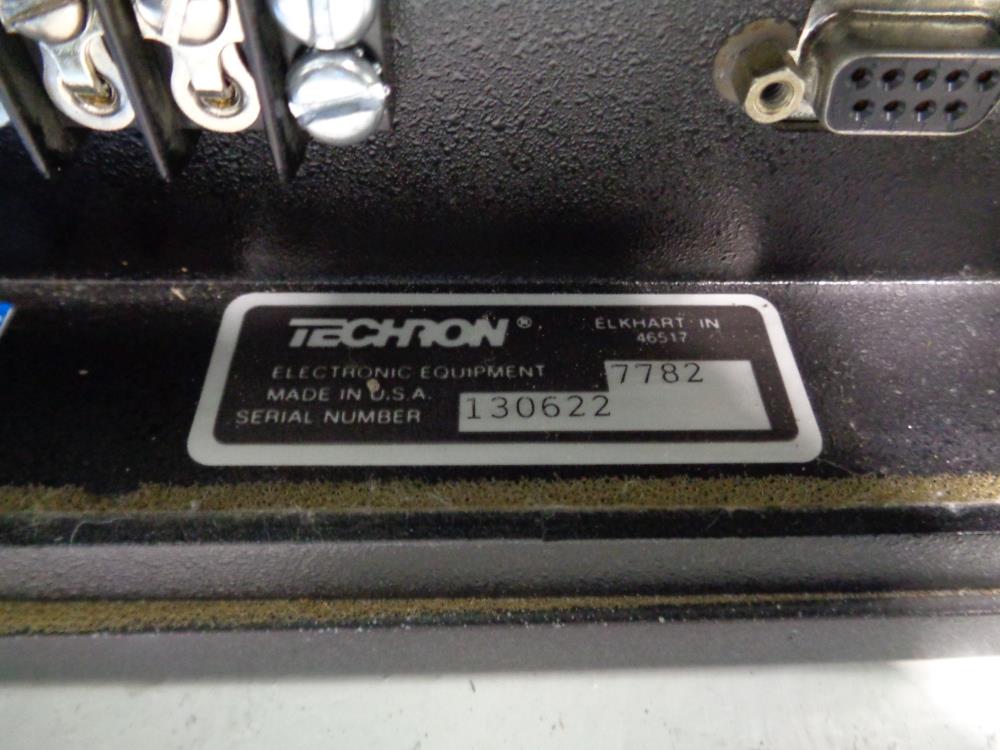 TECHRON® ELKHART IN
46517
ELECTRONIC EQUIPMENT 7782
MADE IN U.S.A.
SERIAL NUMBER 130622